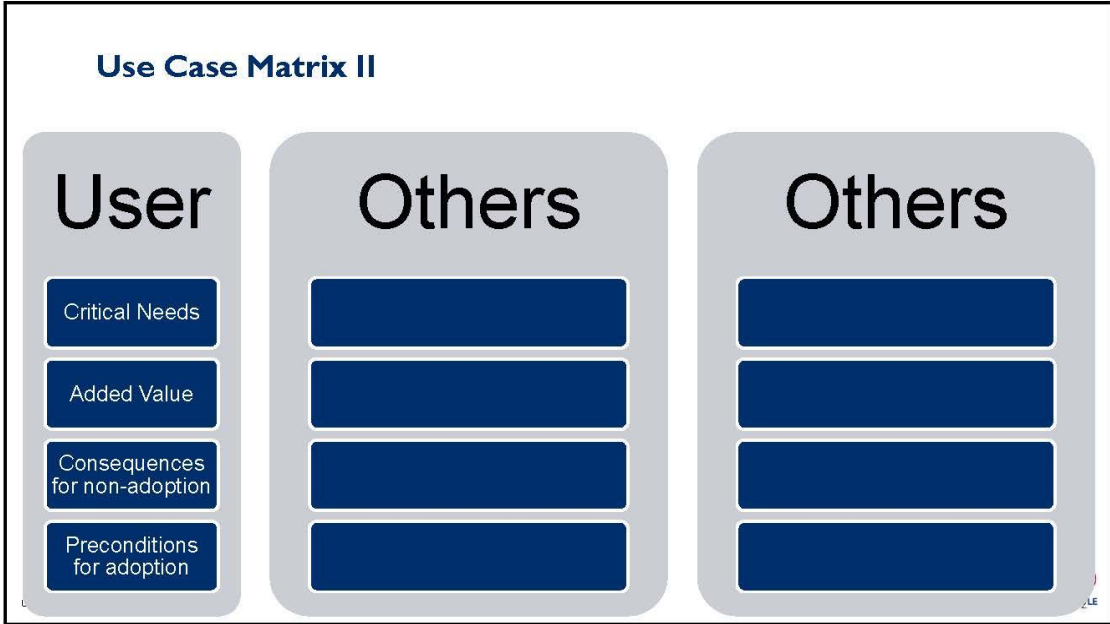 Use Case Matrix II
User
Others
Others
Critical Needs
Added Value
Consequences
for non-adoption
Preconditions
for adoption